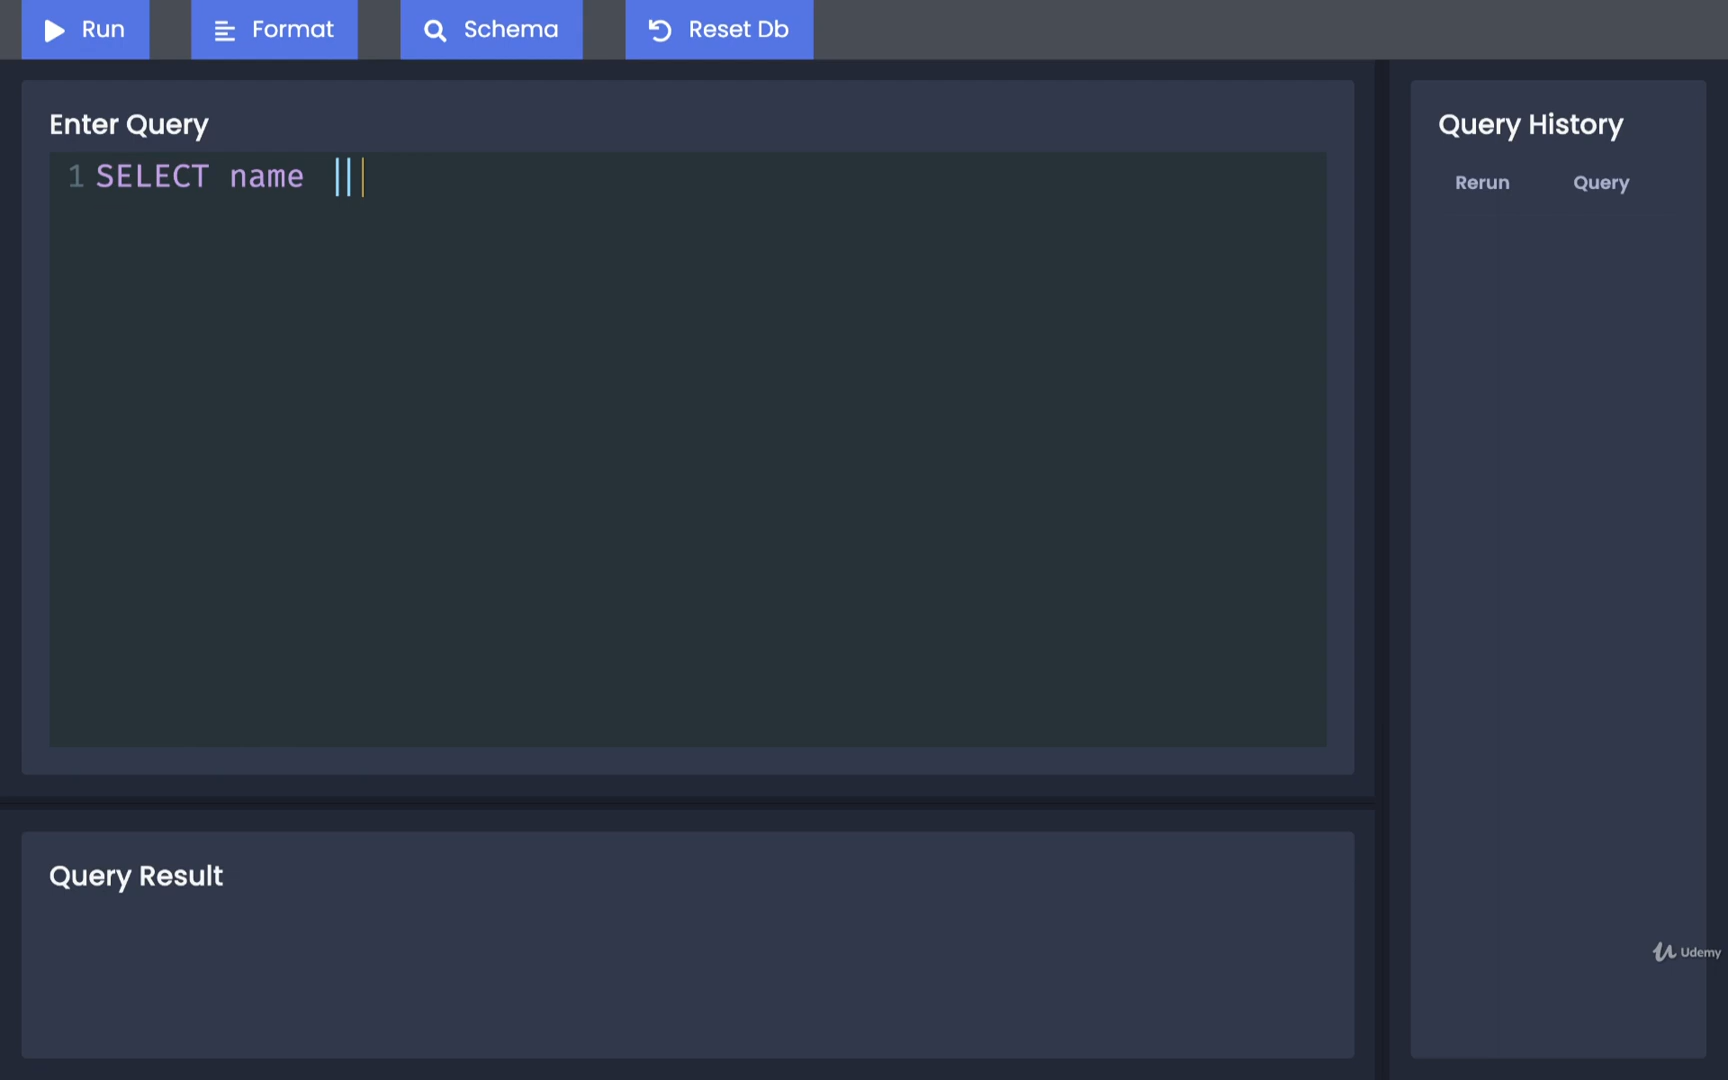 Run
Format
Schema
Reset Db
Enter Query
1 SELECT name ||
Query History
Rerun Query
Query Result
Udemy